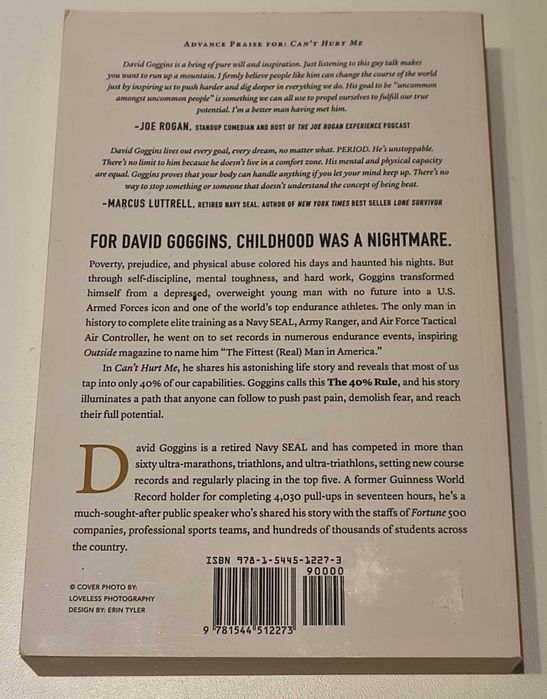 ADVANCE PRAISE FOR: CAN'T HURT ME
David Goggins is a being of pure will and inspiration. Just listening to this guy talk makes
you want to run up a mountain. I firmly believe people like him can change the course of the world
just by inspiring us to push harder and dig deeper in everything we do. His goal to be "uncommon
amongst uncommon people" is something we can all use to propel ourselves to fulfill our true
potential. I'm a better man having met him.
–JOE ROGAN, STANDUP COMEDIAN AND HOST OF THE JOE ROGAN EXPERIENCE PODCAST
David Goggins lives out every goal, every dream, no matter what. PERIOD. He's unstoppable.
There's no limit to him because he doesn't live in a comfort zone. His mental and physical capacity
are equal. Goggins proves that your body can handle anything if you let your mind keep up. There's no
way to stop something or someone that doesn't understand the concept of being beat.
–MARCUS LUTTRELL, RETIRED NAVY SEAL, AUTHOR OF NEW YORK TIMES BEST SELLER LONE SURVIVOR
FOR DAVID GOGGINS, CHILDHOOD WAS A NIGHTMARE.
Poverty, prejudice, and physical abuse colored his days and haunted his nights. But
through self-discipline, mental toughness, and hard work, Goggins transformed
himself from a depressed, overweight young man with no future into a U.S.
Armed Forces icon and one of the world's top endurance athletes. The only man in
history to complete elite training as a Navy SEAL, Army Ranger, and Air Force Tactical
Air Controller, he went on to set records in numerous endurance events, inspiring
Outside magazine to name him "The Fittest (Real) Man in America."
In Can't Hurt Me, he shares his astonishing life story and reveals that most of us
tap into only 40% of our capabilities. Goggins calls this The 40% Rule, and his story
illuminates a path that anyone can follow to push past pain, demolish fear, and reach
their full potential.
David Goggins is a retired Navy SEAL and has competed in more than
sixty ultra-marathons, triathlons, and ultra-triathlons, setting new course
records and regularly placing in the top five. A former Guinness World
Record holder for completing 4,030 pull-ups in seventeen hours, he's a
much-sought-after public speaker who's shared his story with the staffs of Fortune 500
companies, professional sports teams, and hundreds of thousands of students across
the country.
ISBN 978-1-5445-1227-3
90000
© COVER PHOTO BY:
LOVELESS PHOTOGRAPHY
DESIGN BY: ERIN TYLER
9 781544 512273